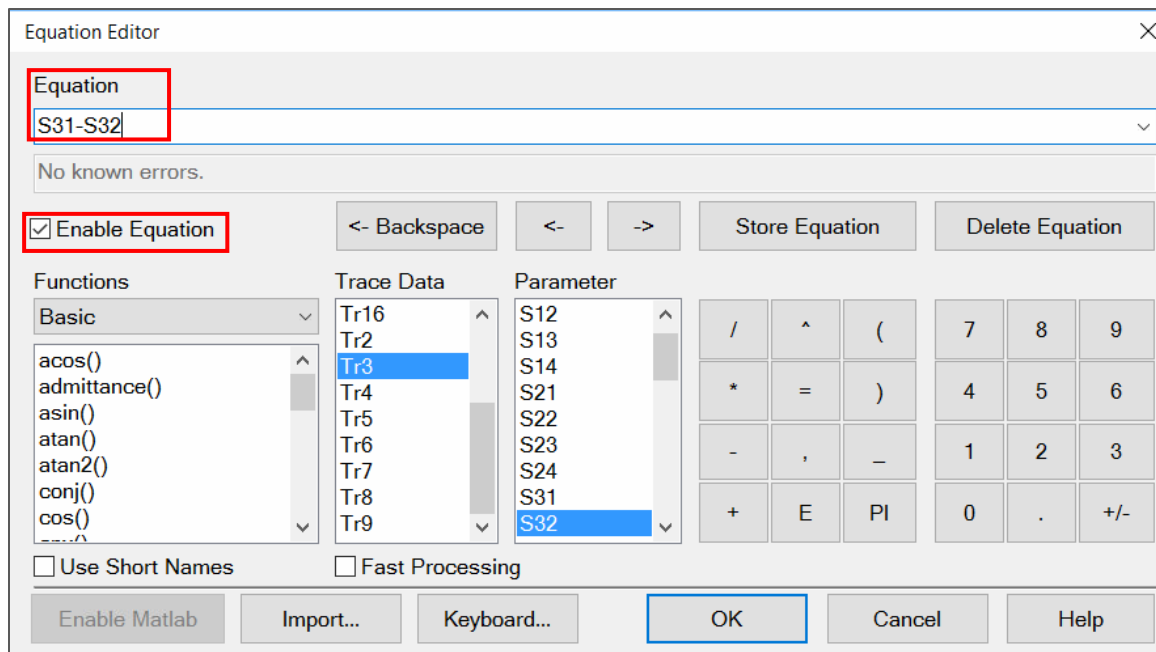 Equation Editor
Equation
S31-S32
No known errors.
Enable Equation
<- Backspace
<-
->
Store Equation
Delete Equation
Functions
Basic
acos()
admittance()
asin()
atan()
atan2()
conj()
cos()
Trace Data
Tr16
Tr2
Tr3
Tr4
Tr5
Tr6
Tr7
Tr8
Tr9
Parameter
S12
S13
S14
S21
S22
S23
S24
S31
S32
/ ^ ( 7 8 9
* = ) 4 5 6
- , _ 1 2 3
+ E PI 0 . +/-
Use Short Names
Fast Processing
Enable Matlab
Import...
Keyboard...
OK
Cancel
Help